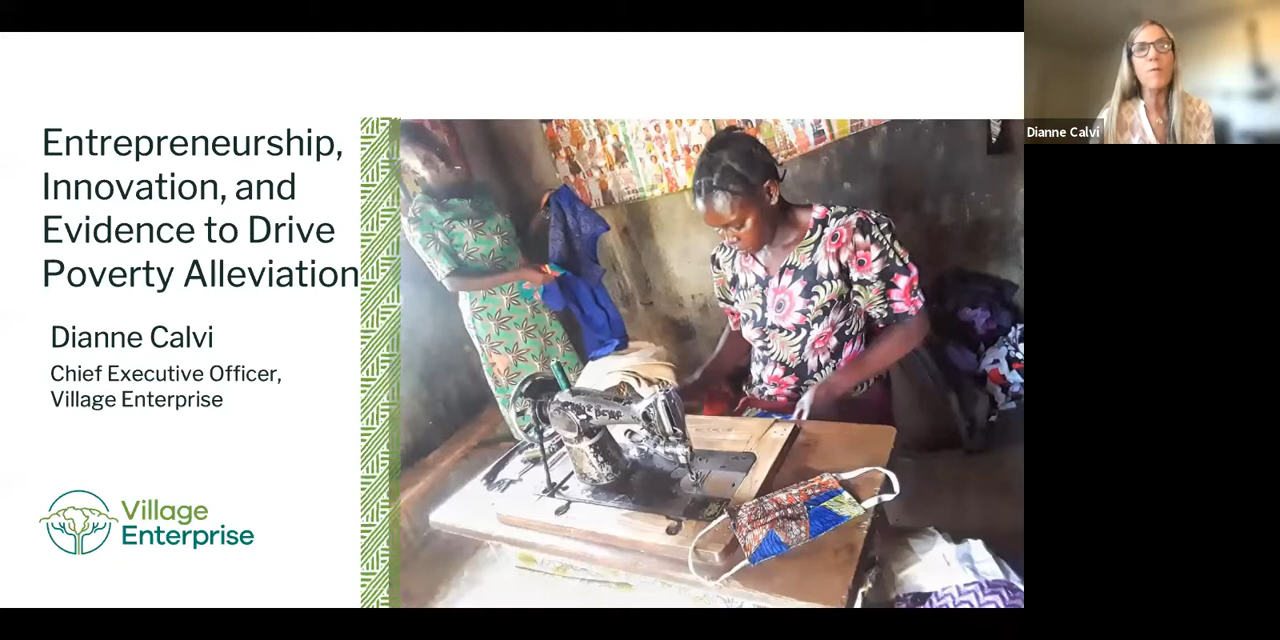 Entrepreneurship,
Innovation, and
Evidence to Drive
Poverty Alleviation
Dianne Calvi
Chief Executive Officer,
Village Enterprise
Village
Enterprise
Dianne Calvi